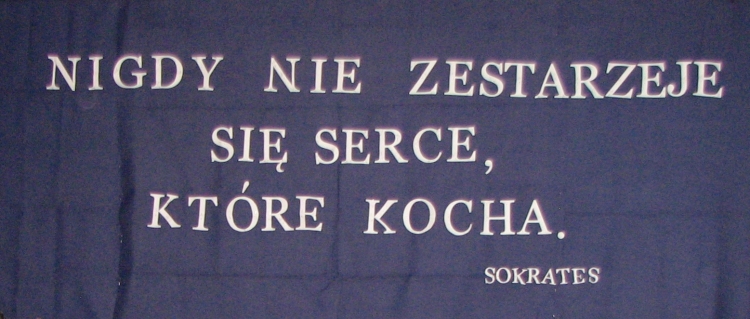 NIGDY NIE ZESTARZEJE
SIĘ SERCE,
KTÓRE KOCHA.
SOKRATES